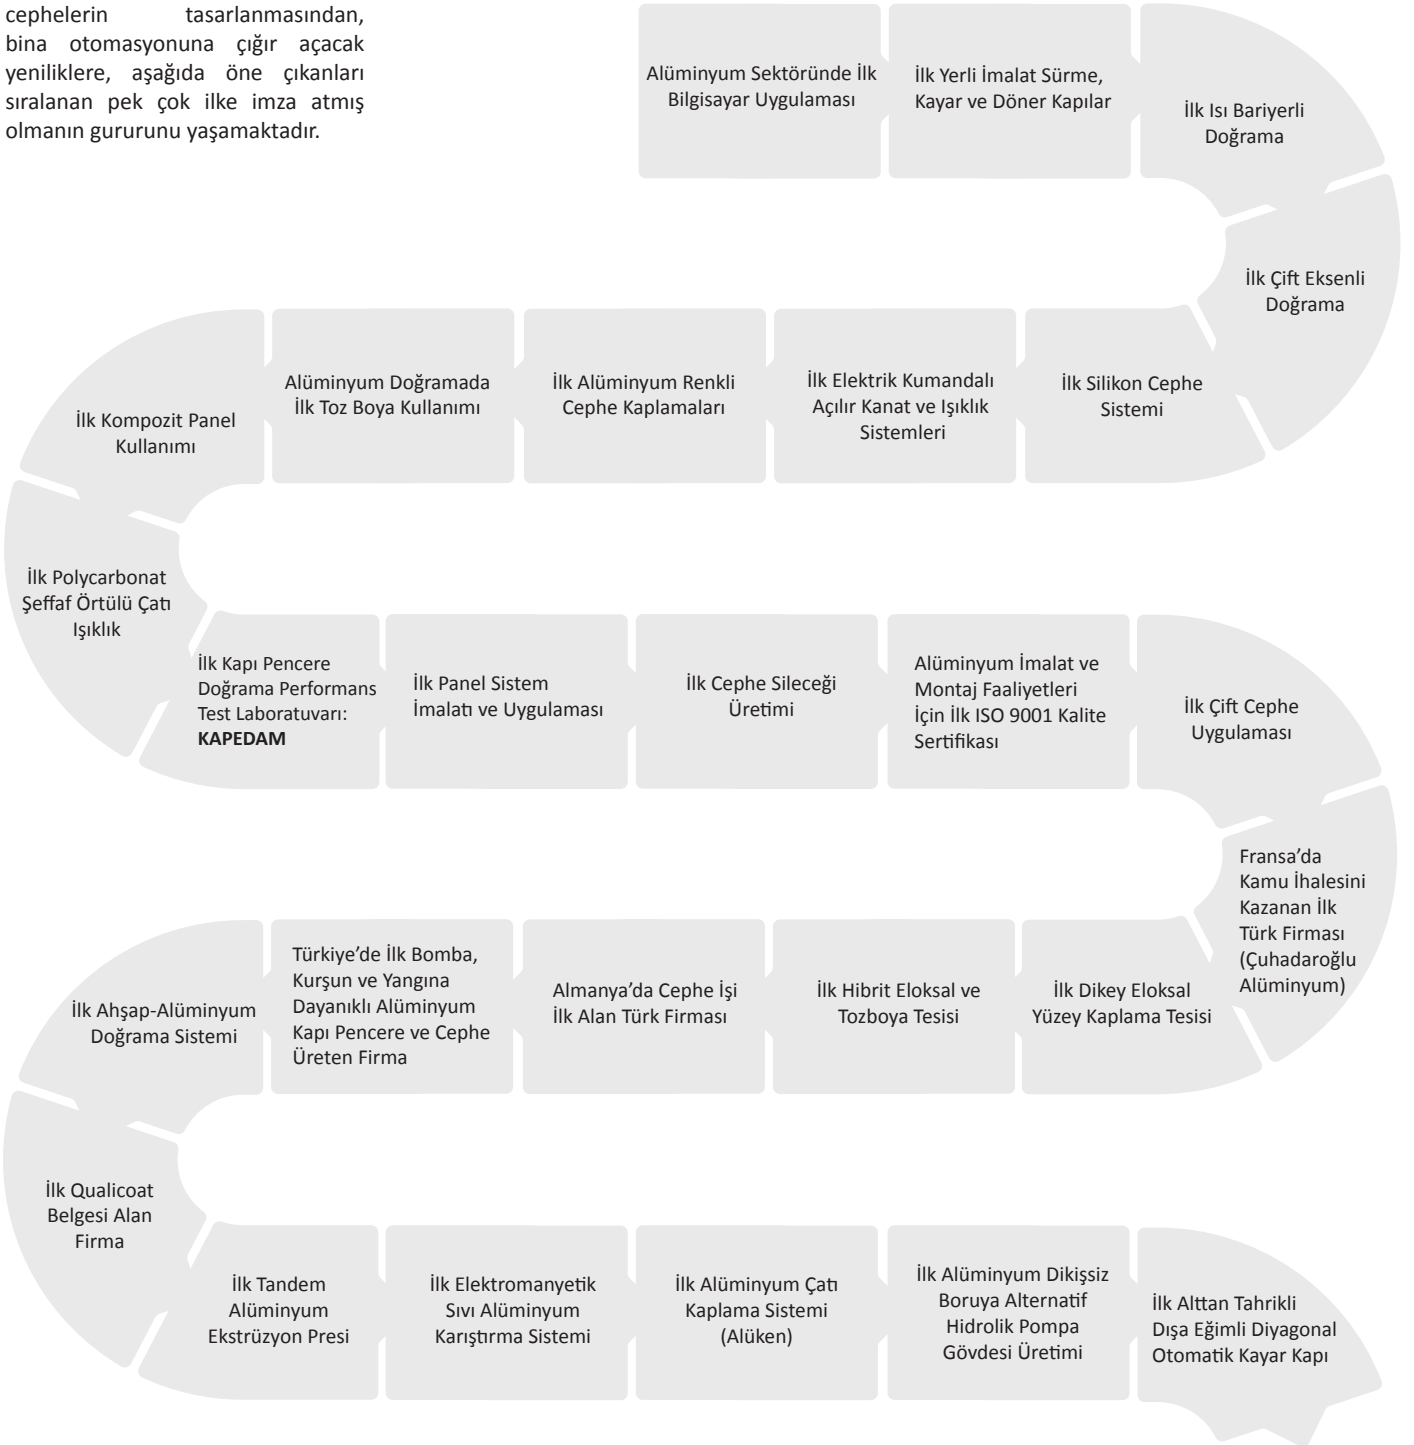 cephelerin tasarlanmasından,
bina otomasyonuna çığır açacak
yeniliklere, aşağıda öne çıkanları
sıralanan pek çok ilke imza atmış
olmanın gururunu yaşamaktadır.
Alüminyum Sektöründe İlk
Bilgisayar Uygulaması
İlk Yerli İmalat Sürme,
Kayar ve Döner Kapılar
İlk Isı Bariyerli
Doğrama
İlk Çift Eksenli
Doğrama
İlk Silikon Cephe
Sistemi
İlk Elektrik Kumandalı
Açılır Kanat ve Işıklık
Sistemleri
İlk Alüminyum Renkli
Cephe Kaplamaları
Alüminyum Doğramada
İlk Toz Boya Kullanımı
İlk Kompozit Panel
Kullanımı
İlk Polycarbonat
Şeffaf Örtülü Çatı
Işıklık
İlk Kapı Pencere
Doğrama Performans
Test Laboratuvarı:
KAPEDAM
İlk Panel Sistem
İmalatı ve Uygulaması
İlk Cephe Sileceği
Üretimi
Alüminyum İmalat ve
Montaj Faaliyetleri
İçin İlk ISO 9001 Kalite
Sertifikası
İlk Çift Cephe
Uygulaması
Fransa’da
Kamu İhalesini
Kazanan İlk
Türk Firması
(Çuhadaroğlu
Alüminyum)
İlk Dikey Eloksal
Yüzey Kaplama Tesisi
İlk Hibrit Eloksal ve
Tozboya Tesisi
Almanya’da Cephe İşi
İlk Alan Türk Firması
Türkiye’de İlk Bomba,
Kurşun ve Yangına
Dayanıklı Alüminyum
Kapı Pencere ve Cephe
Üreten Firma
İlk Ahşap-Alüminyum
Doğrama Sistemi
İlk Qualicoat
Belgesi Alan
Firma
İlk Tandem
Alüminyum
Ekstrüzyon Presi
İlk Elektromanyetik
Sıvı Alüminyum
Karıştırma Sistemi
İlk Alüminyum Çatı
Kaplama Sistemi
(Alüken)
İlk Alüminyum Dikişsiz
Boruya Alternatif
Hidrolik Pompa
Gövdesi Üretimi
İlk Alttan Tahrikli
Dışa Eğimli Diyagonal
Otomatik Kayar Kapı